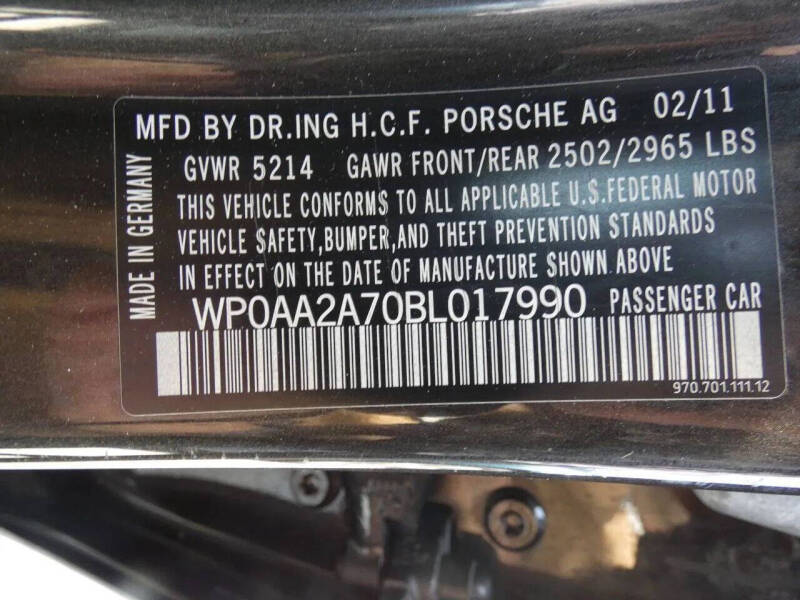 MFD BY DR.ING H.C.F. PORSCHE AG 02/11
GVWR 5214 GAWR FRONT/REAR 2502/2965 LBS
THIS VEHICLE CONFORMS TO ALL APPLICABLE U.S.FEDERAL MOTOR
VEHICLE SAFETY,BUMPER,AND THEFT PREVENTION STANDARDS
IN EFFECT ON THE DATE OF MANUFACTURE SHOWN ABOVE
WP0AA2A70BL017990 PASSENGER CAR
970.701.111.12
MADE IN GERMANY